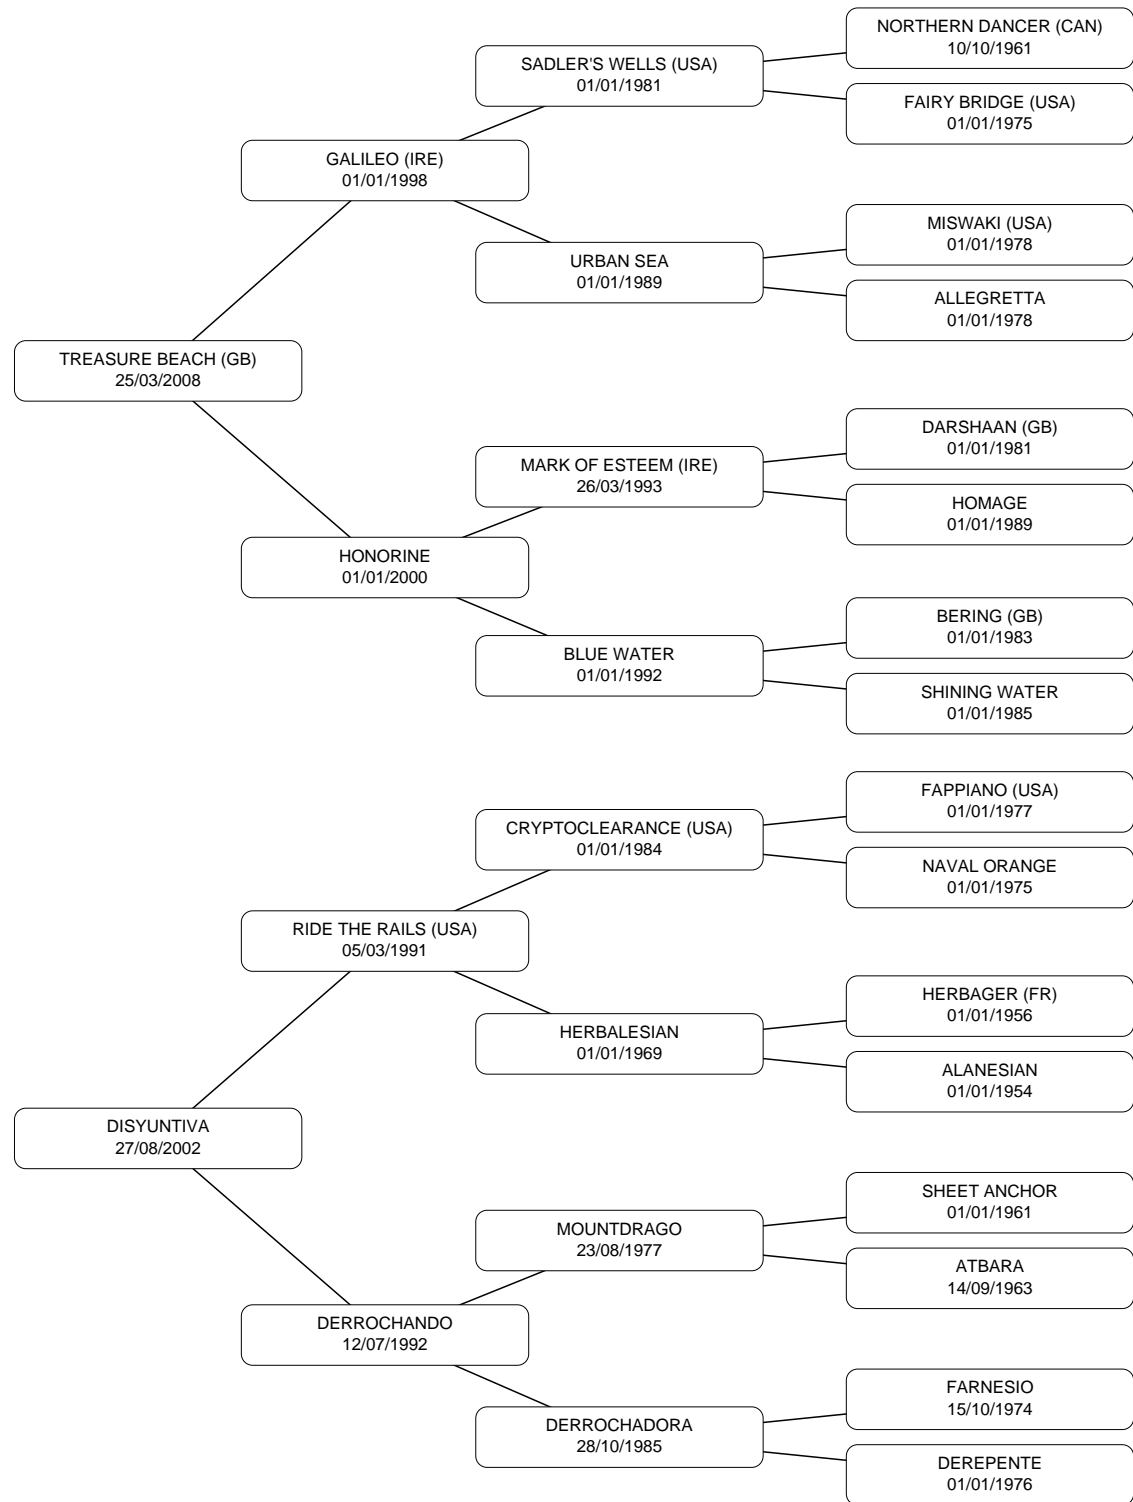 NORTHERN DANCER (CAN)
10/10/1961
SADLER'S WELLS (USA)
01/01/1981
FAIRY BRIDGE (USA)
01/01/1975
GALILEO (IRE)
01/01/1998
MISWAKI (USA)
01/01/1978
URBAN SEA
01/01/1989
ALLEGRETTA
01/01/1978
TREASURE BEACH (GB)
25/03/2008
DARSHAAN (GB)
01/01/1981
MARK OF ESTEEM (IRE)
26/03/1993
HOMAGE
01/01/1989
HONORINE
01/01/2000
BERING (GB)
01/01/1983
BLUE WATER
01/01/1992
SHINING WATER
01/01/1985
FAPPIANO (USA)
01/01/1977
CRYPTOCLEARANCE (USA)
01/01/1984
NAVAL ORANGE
01/01/1975
RIDE THE RAILS (USA)
05/03/1991
HERBAGER (FR)
01/01/1956
HERBALESIAN
01/01/1969
ALANESIAN
01/01/1954
DISYUNTIVA
27/08/2002
SHEET ANCHOR
01/01/1961
MOUNTDRAGO
23/08/1977
ATBARA
14/09/1963
DERROCHANDO
12/07/1992
FARNESIO
15/10/1974
DERROCHADORA
28/10/1985
DEREPENTE
01/01/1976